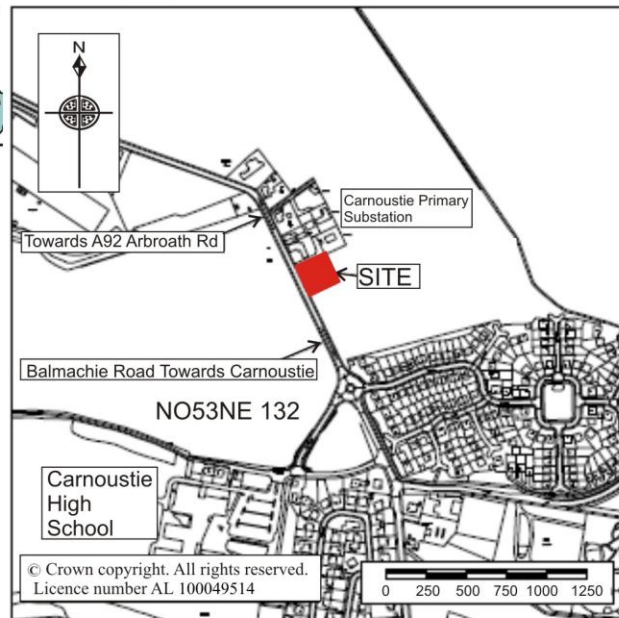 N
Carnoustie Primary
Substation
Towards A92 Arbroath Rd
SITE
Balmachie Road Towards Carnoustie
NO53NE 132
Carnoustie
High
School
© Crown copyright. All rights reserved.
Licence number AL 100049514
0 250 500 750 1000 1250